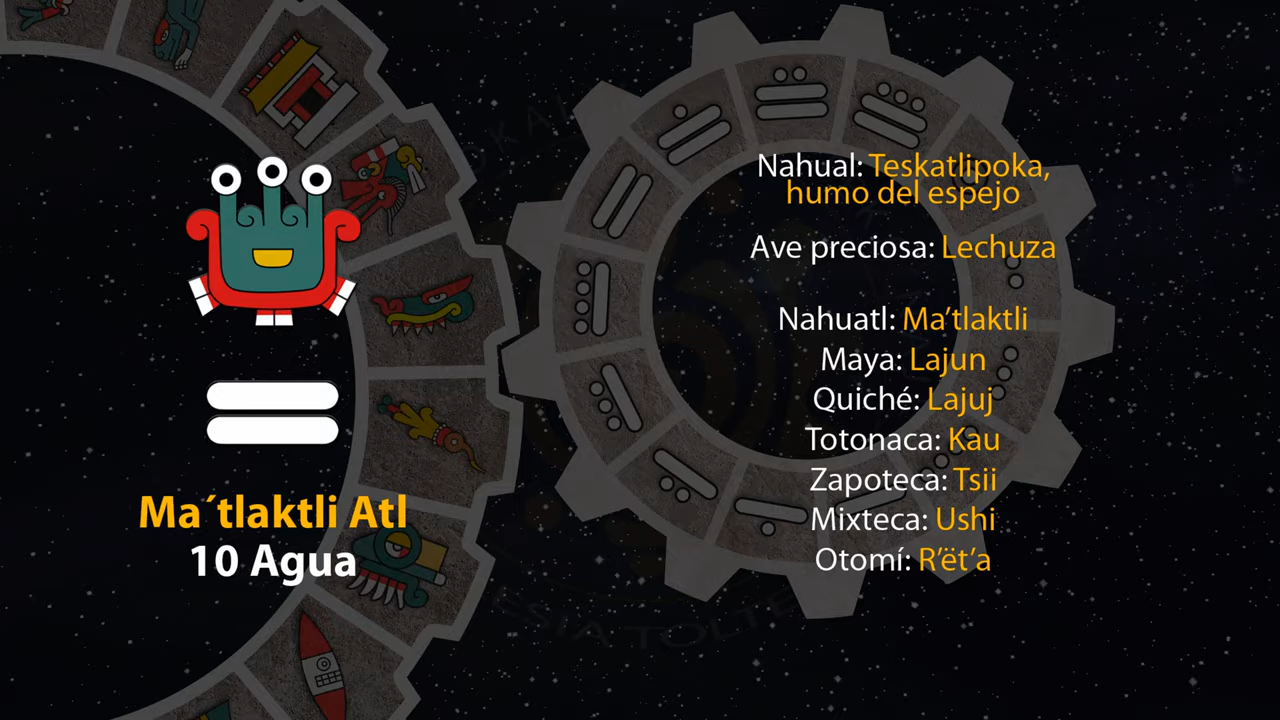 Ma´tlaktli Atl
10 Agua
Nahual: Teskatlipoka,
humo del espejo
Ave preciosa: Lechuza
Nahuatl: Ma’tlaktli
Maya: Lajun
Quiché: Lajuj
Totonaca: Kau
Zapoteca: Tsii
Mixteca: Ushi
Otomí: R’ët’a